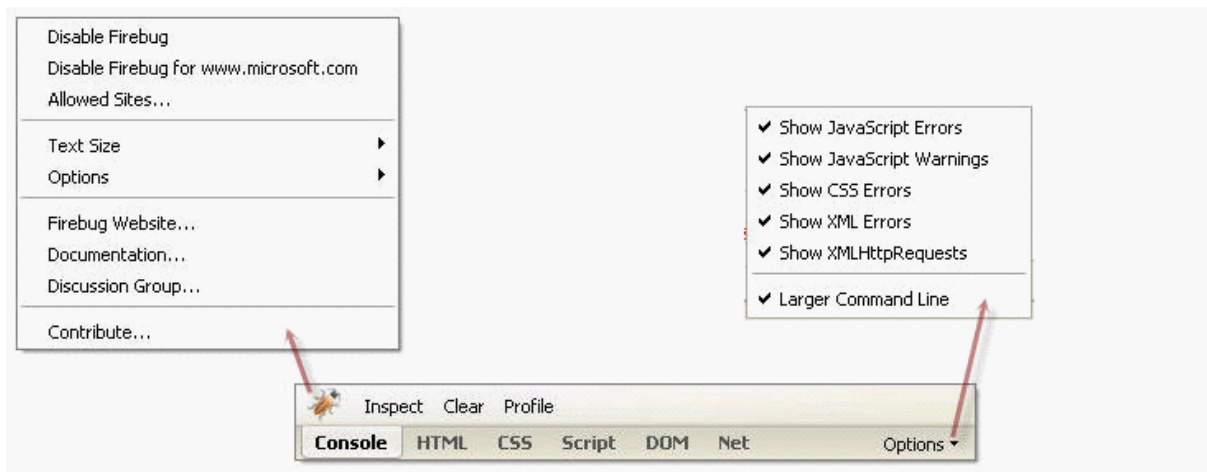 Disable Firebug
Disable Firebug for www.microsoft.com
Allowed Sites...
Text Size
Options
Firebug Website...
Documentation...
Discussion Group...
Contribute...
Show JavaScript Errors
Show JavaScript Warnings
Show CSS Errors
Show XML Errors
Show XMLHttpRequests
Larger Command Line
Inspect Clear Profile
Console HTML CSS Script DOM Net Options